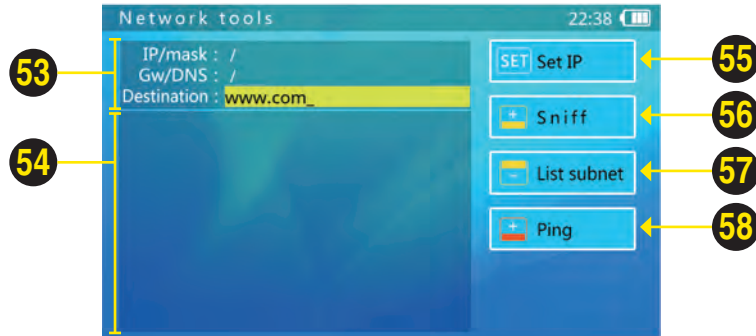 Network tools 22:38
IP/mask : /
Gw/DNS : /
Destination : www.com_
SET Set IP
+ Sniff
- List subnet
+ Ping
53
54
55
56
57
58